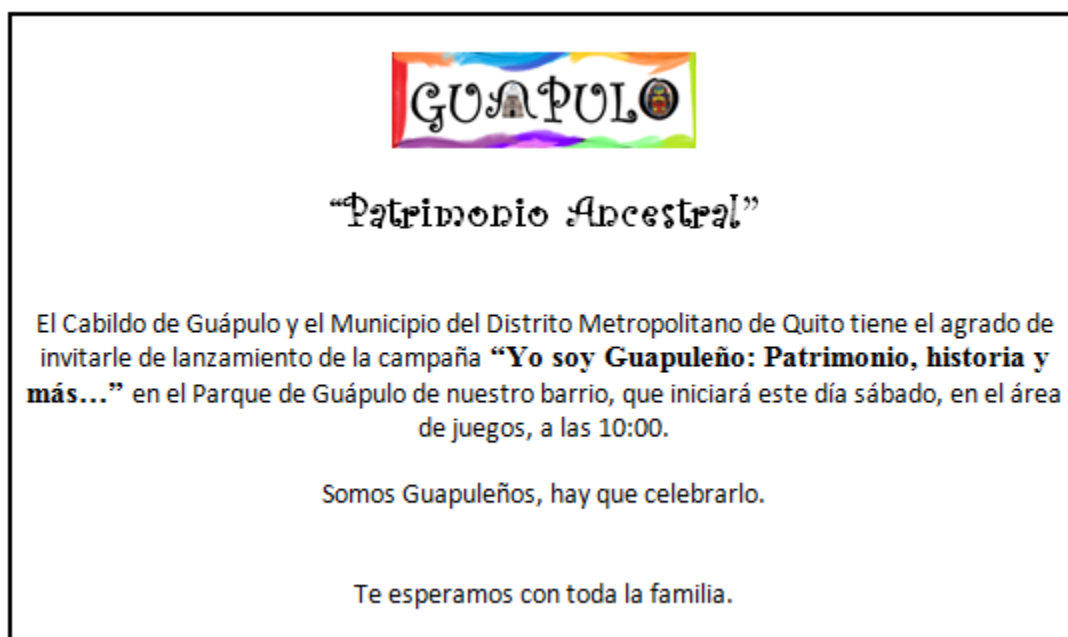 GUAPULO
“Patrimonio Ancestral”
El Cabildo de Guápulo y el Municipio del Distrito Metropolitano de Quito tiene el agrado de
invitarle de lanzamiento de la campaña “Yo soy Guapuleño: Patrimonio, historia y
más…” en el Parque de Guápulo de nuestro barrio, que iniciará este día sábado, en el área
de juegos, a las 10:00.
Somos Guapuleños, hay que celebrarlo.
Te esperamos con toda la familia.